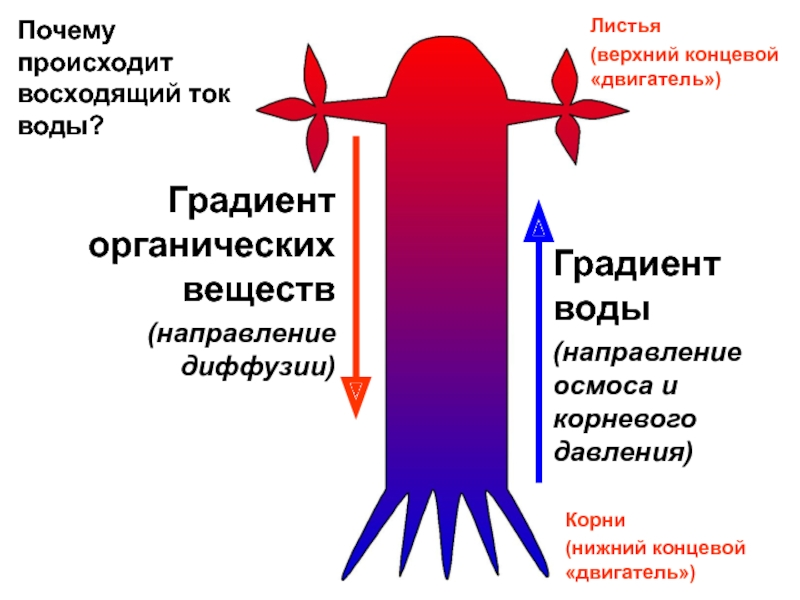 Почему
происходит
восходящий ток
воды?
Листья
(верхний концевой
«двигатель»)
Градиент
органических
веществ
(направление
диффузии)
Градиент
воды
(направление
осмоса и
корневого
давления)
Корни
(нижний концевой
«двигатель»)